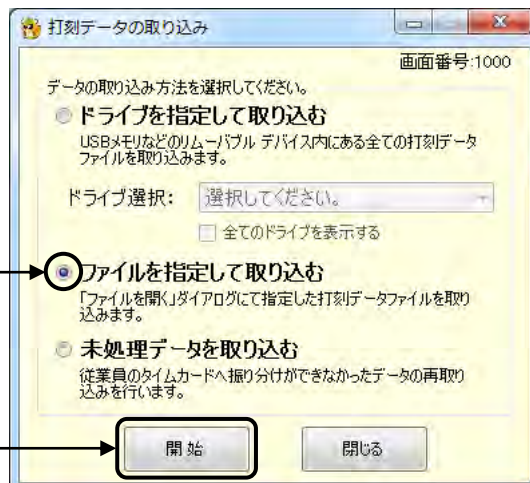 打刻データの取り込み
画面番号:1000
データの取り込み方法を選択してください。
ドライブを指定して取り込む
USBメモリなどのリムーバブル デバイス内にある全ての打刻データ
ファイルを取り込みます。
ドライブ選択:
選択してください。
全てのドライブを表示する
ファイルを指定して取り込む
「ファイルを開く」ダイアログにて指定した打刻データファイルを取り
込みます。
未処理データを取り込む
従業員のタイムカードへ振り分けができなかったデータの再取り
込みを行います。
開始
閉じる